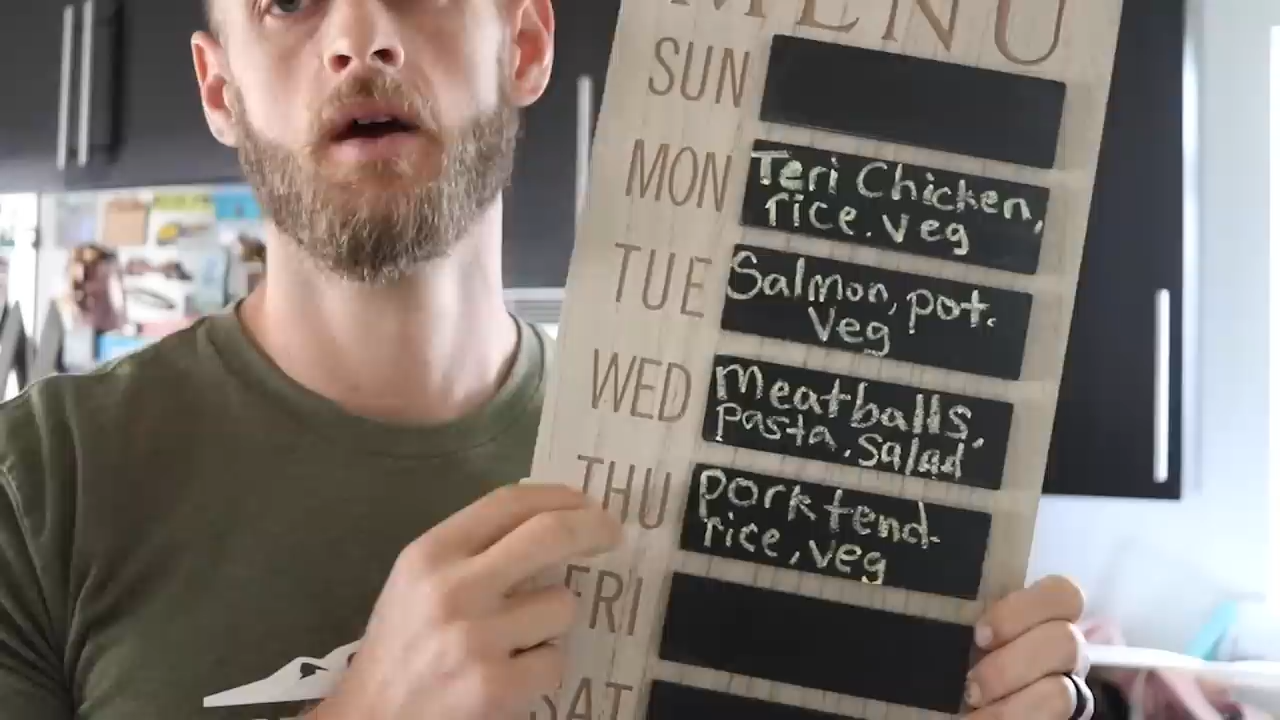 MENU
SUN
MON
Teri Chicken,
rice. veg
TUE
Salmon, pot.
Veg
WED
meatballs,
pasta, salad
THU
pork tend.
rice, veg
FRI
SAT